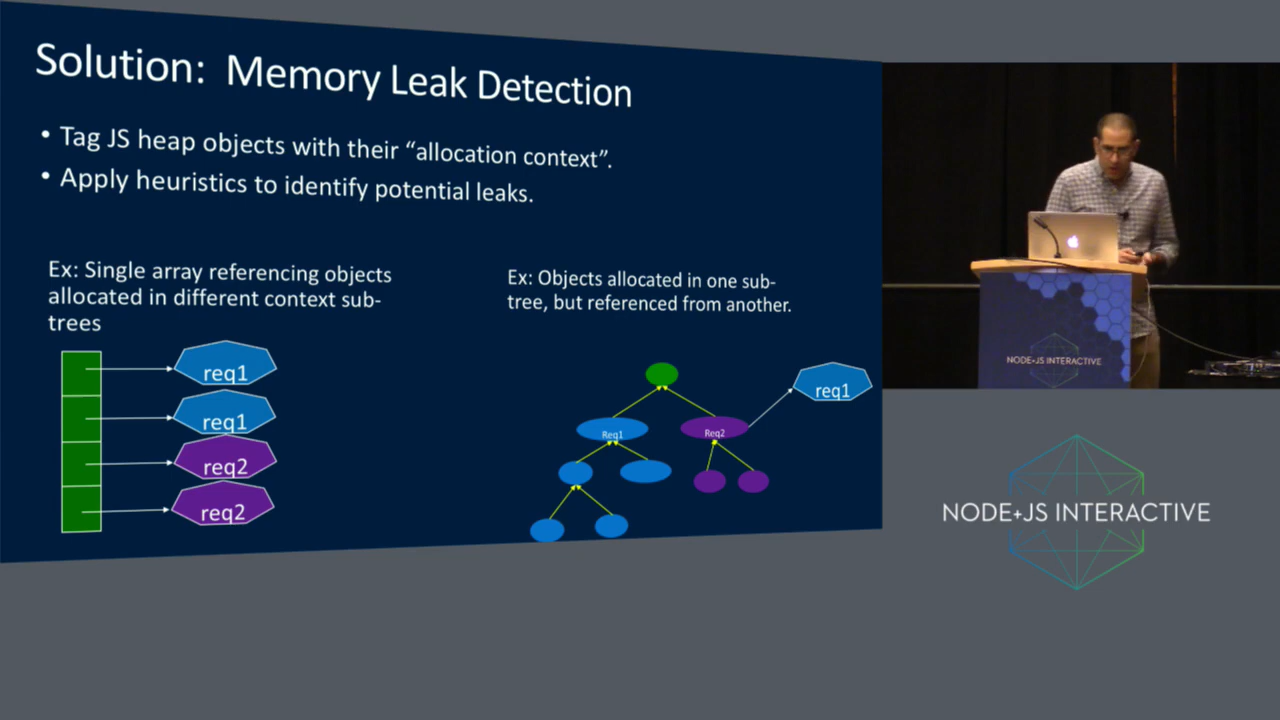 Solution: Memory Leak Detection
• Tag JS heap objects with their “allocation context”.
• Apply heuristics to identify potential leaks.
Ex: Single array referencing objects
allocated in different context sub-
trees
req1
req1
req2
req2
Ex: Objects allocated in one sub-
tree, but referenced from another.
req1
Req1
Req2
NODE+JS INTERACTIVE
NODE+JS INTERACTIVE